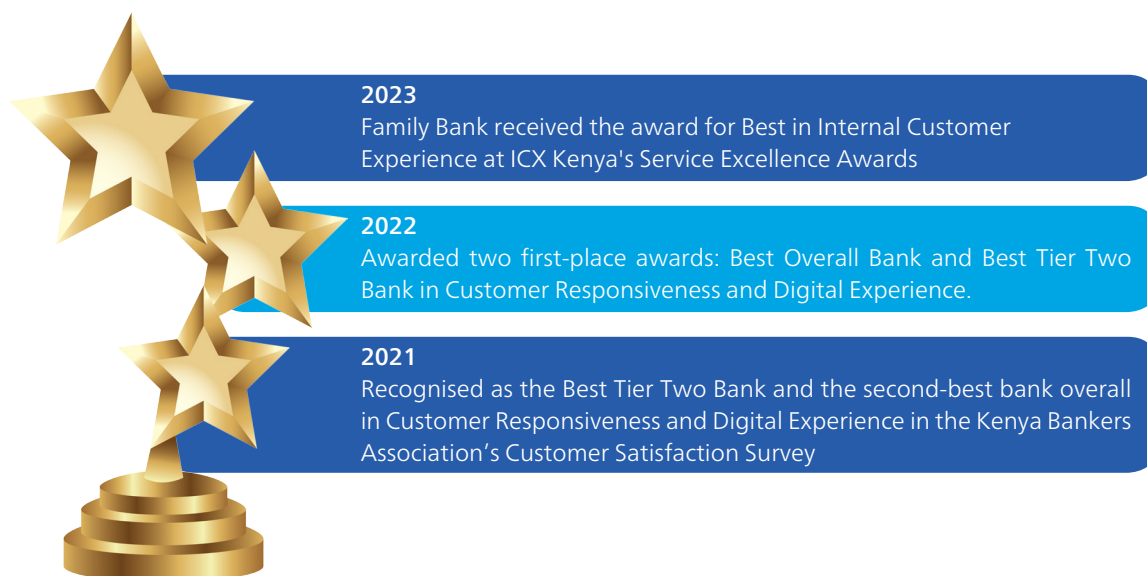 2023
Family Bank received the award for Best in Internal Customer
Experience at ICX Kenya's Service Excellence Awards
2022
Awarded two first-place awards: Best Overall Bank and Best Tier Two
Bank in Customer Responsiveness and Digital Experience.
2021
Recognised as the Best Tier Two Bank and the second-best bank overall
in Customer Responsiveness and Digital Experience in the Kenya Bankers
Association’s Customer Satisfaction Survey